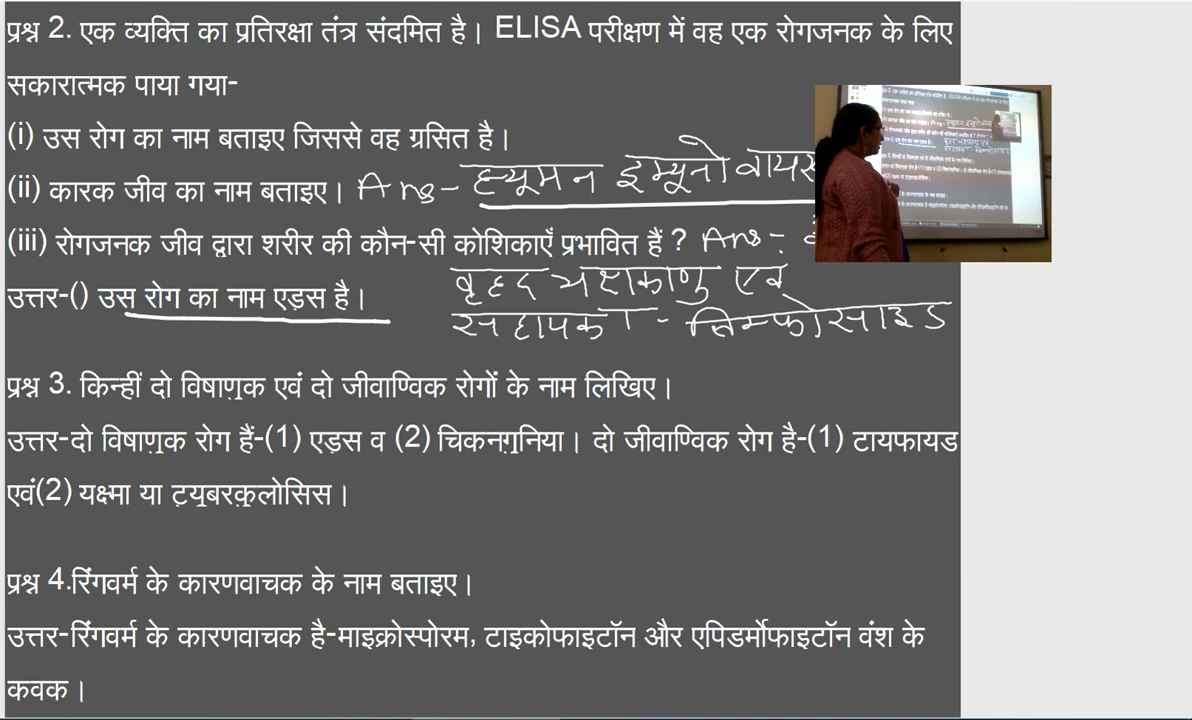 प्रश्न 2. एक व्यक्ति का प्रतिरक्षा तंत्र संदमित है। ELISA परीक्षण में वह एक रोगजनक के लिए
सकारात्मक पाया गया-
(i) उस रोग का नाम बताइए जिससे वह ग्रसित है।
(ii) कारक जीव का नाम बताइए। Ans- ह्यूमन इम्यूनो वायस
(iii) रोगजनक जीव द्वारा शरीर की कौन-सी कोशिकाएँ प्रभावित हैं ? Ans-
उत्तर-() उस रोग का नाम एड्स है। वृहद भक्षकाणु एवं
सहायक T - लिम्फोसाइड
प्रश्न 3. किन्हीं दो विषाणुक एवं दो जीवाण्विक रोगों के नाम लिखिए।
उत्तर-दो विषाणुक रोग हैं-(1) एड्स व (2) चिकनगुनिया। दो जीवाण्विक रोग है-(1) टायफायड
एवं(2) यक्ष्मा या ट्यूबरकुलोसिस।
प्रश्न 4.रिंगवर्म के कारणवाचक के नाम बताइए।
उत्तर-रिंगवर्म के कारणवाचक है-माइक्रोस्पोरम, टाइकोफाइटॉन और एपिडर्मोफाइटॉन वंश के
कवक।